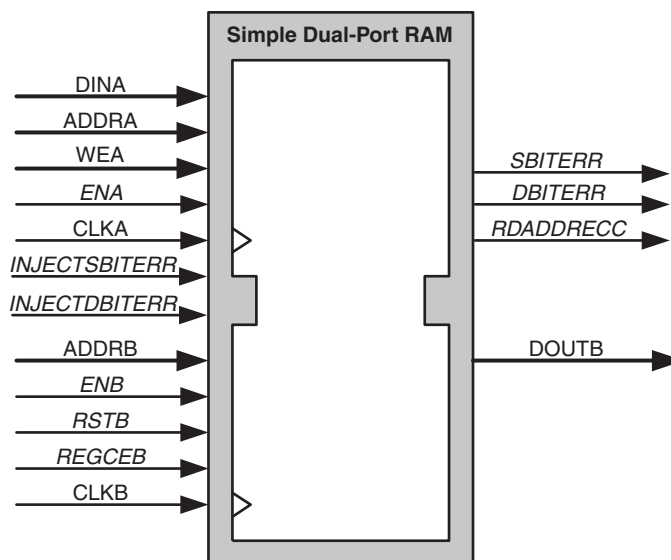 Simple Dual-Port RAM
DINA
ADDRA
WEA
ENA
CLKA
INJECTSBITERR
INJECTDBITERR
ADDRB
ENB
RSTB
REGCEB
CLKB
SBITERR
DBITERR
RDADDRECC
DOUTB